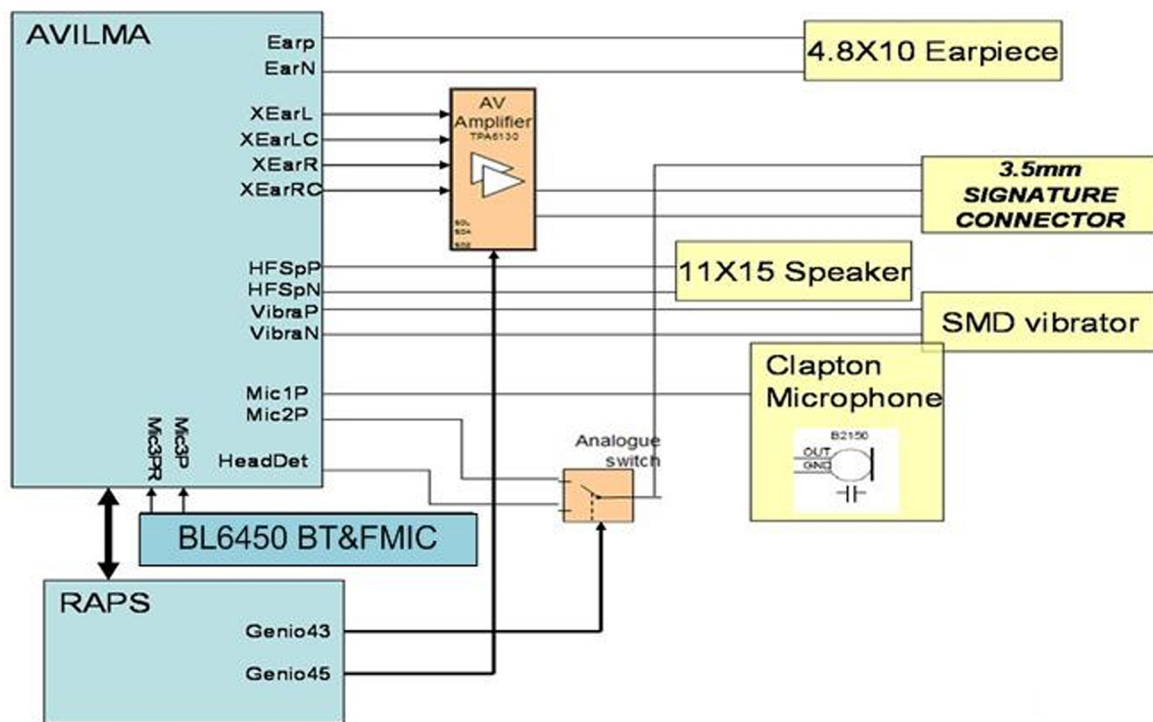 AVILMA
Earp
EarN
4.8X10 Earpiece
XEarL
XEarLC
XEarR
XEarRC
AV
Amplifier
TPA6130
SCL
SDA
3.5mm
SIGNATURE
CONNECTOR
HFSpP
HFSpN
11X15 Speaker
VibraP
VibraN
SMD vibrator
Mic1P
Mic2P
Mic3PR
Mic3P
HeadDet
Clapton
Microphone
B2150
OUT
GND
Analogue
switch
BL6450 BT&FMIC
RAPS
Genio43
Genio45